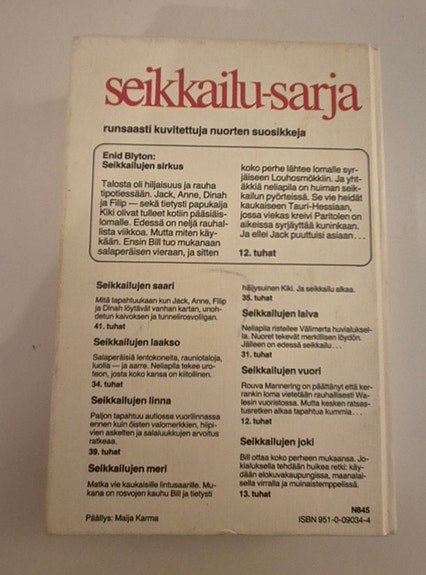 seikkailu-sarja
runsaasti kuvitettuja nuorten suosikkeja
Enid Blyton:
Seikkailujen sirkus
Talosta oli hiljaisuus ja rauha
tipotiessään. Jack, Anne, Dinah
ja Filip — sekä tietysti papukaija
Kiki olivat tulleet kotiin pääsiäis-
lomalle. Edessä on neljä rauhal-
lista viikkoa. Mutta miten käy-
kään. Ensin Bill tuo mukanaan
salaperäisen vieraan, ja sitten
koko perhe lähtee lomalle syr-
jäiseen Louhosmökkiin. Ja yht-
äkkiä neliapila on huiman seik-
kailun pyörteissä. Se vie heidät
kaukaiseen Tauri-Hessiaan,
jossa viekas kreivi Paritolen on
aikeissa syrjäyttää kuninkaan.
Ja ellei Jack puuttuisi asiaan...
12. tuhat
Seikkailujen saari
Mitä tapahtuukaan kun Jack, Anne, Filip
ja Dinah löytävät vanhan kartan, unoh-
detun kaivoksen ja tunnelirosvoliigan.
41. tuhat
Seikkailujen laakso
Salaperäisiä lentokoneita, rauniotaloja,
luolia — ja aarre. Neliapila tekee uro-
teon, josta koko kansa on kiitollinen.
34. tuhat
Seikkailujen linna
Paljon tapahtuu autiossa vuorilinnassa
ennen kuin öisten valomerkkien, hiipi-
vien askelten ja salaluukkujen arvoitus
ratkeaa.
39. tuhat
Seikkailujen meri
Matka vie kaukaisille lintusaarille. Mu-
kana on rosvojen kauhu Bill ja tietysti
häijysuinen Kiki. Ja seikkailu alkaa.
35. tuhat
Seikkailujen laiva
Neliapila risteilee Välimerta huvialuksel-
la. Nuoret tekevät merkillisen löydön.
Jälleen on edessä seikkailu...
31. tuhat
Seikkailujen vuori
Rouva Mannering on päättänyt että ker-
rankin loma vietetään rauhallisesti Wa-
lesin vuoristossa. Mutta kesken ratsas-
tusretken alkaa tapahtua kummia...
12. tuhat
Seikkailujen joki
Bill ottaa koko perheen mukaansa. Jo-
kialuksella tehdään huikea retki: käy-
dään elokuvakaupungissa, maanalai-
sella virralla ja muinaistemppelissä.
13. tuhat
Päällys: Maija Karma
N845
ISBN 951-0-09034-4